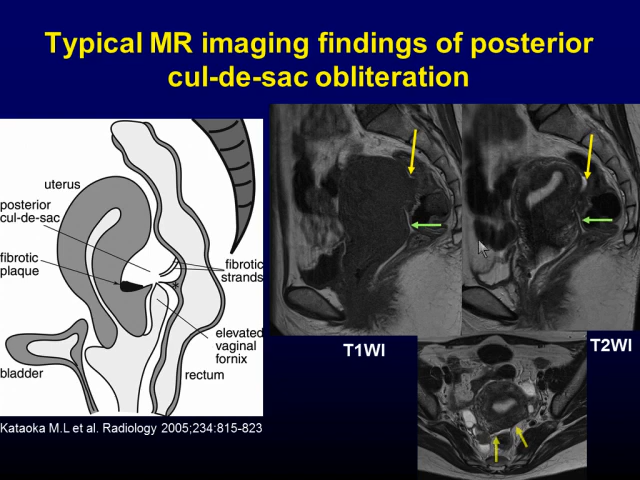 Typical MR imaging findings of posterior
cul-de-sac obliteration
uterus
posterior
cul-de-sac
fibrotic
plaque
bladder
fibrotic
strands
*
elevated
vaginal
fornix
rectum
T1WI
T2WI
Kataoka M.L et al. Radiology 2005;234:815-823